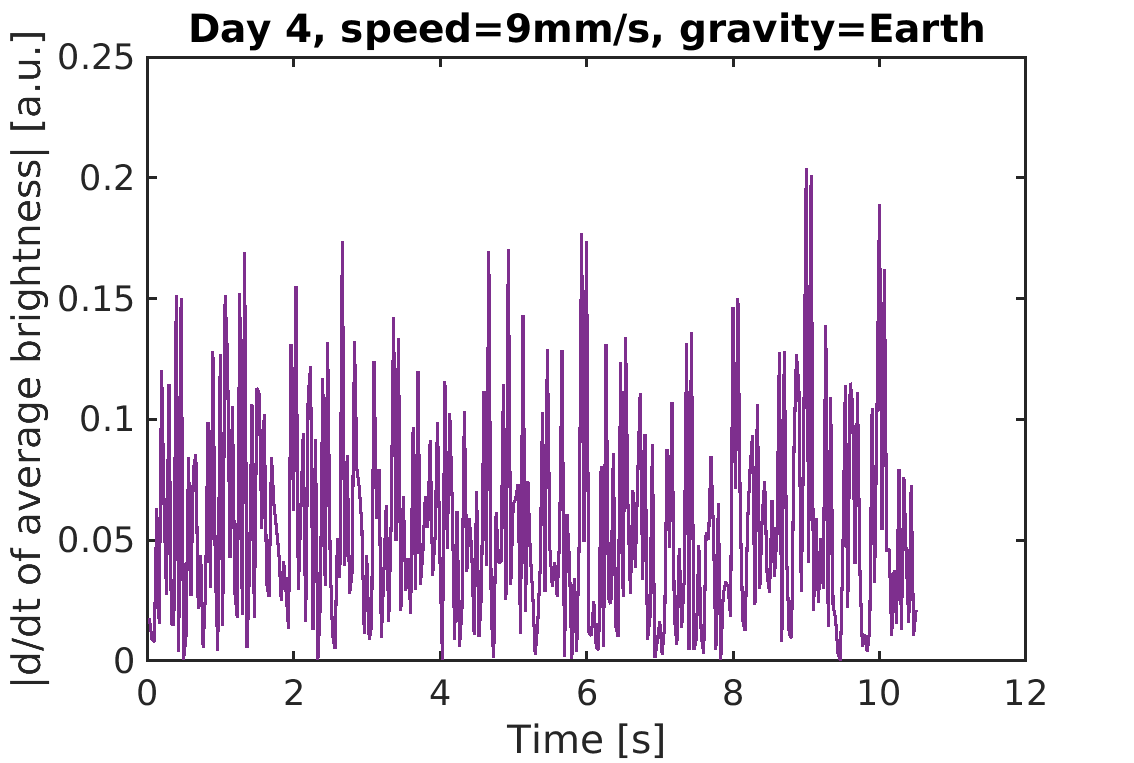 Day 4, speed=9mm/s, gravity=Earth
|d/dt of average brightness| [a.u.]
0.25
0.2
0.15
0.1
0.05
0
0 2 4 6 8 10 12
Time [s]